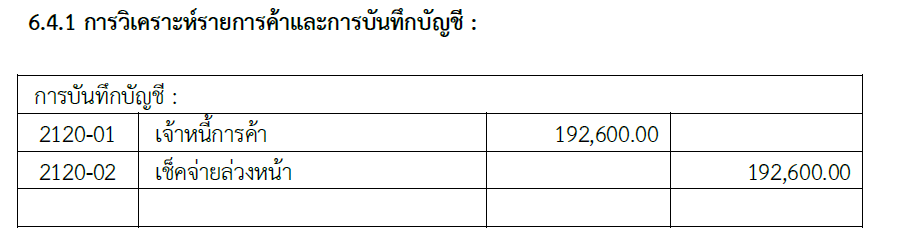 6.4.1 การวิเคราะห์รายการค้าและการบันทึกบัญชี :
การบันทึกบัญชี :
2120-01 เจ้าหนี้การค้า 192,600.00
2120-02 เช็คจ่ายล่วงหน้า 192,600.00